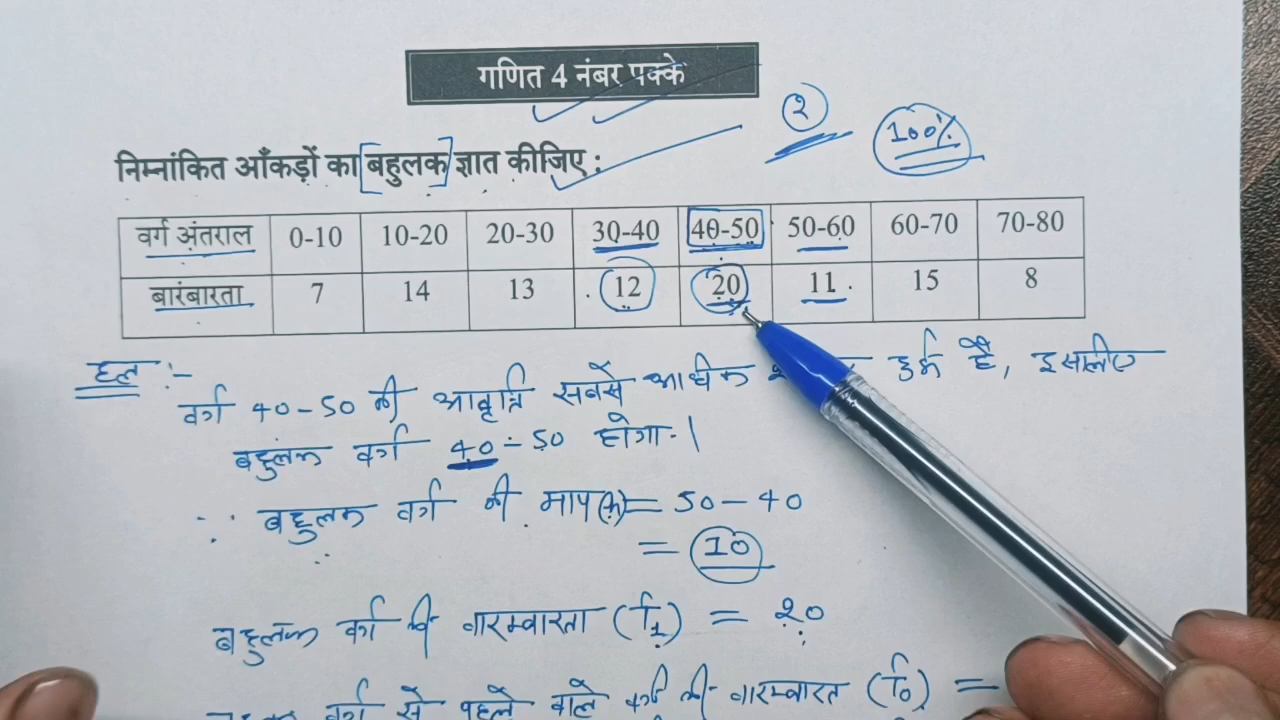 गणित 4 नंबर पक्के
२ 100%
निम्नांकित आँकड़ों का [बहुलक] ज्ञात कीजिए :
वर्ग अंतराल 0-10 10-20 20-30 30-40 40-50 50-60 60-70 70-80
बारंबारता 7 14 13 12 20 11 15 8
हल :-
वर्ग 40-50 की आवृत्ति सबसे अधिक हुई है, इसलीए
बहुलक वर्ग 40-50 होगा।
∴ बहुलक वर्ग की माप(h) = 50-40
= 10
बहुलक वर्ग की बारम्बारता (f₁) = २०
वर्ग से पहले वाले वर्ग की बारम्बारत (f₀) =